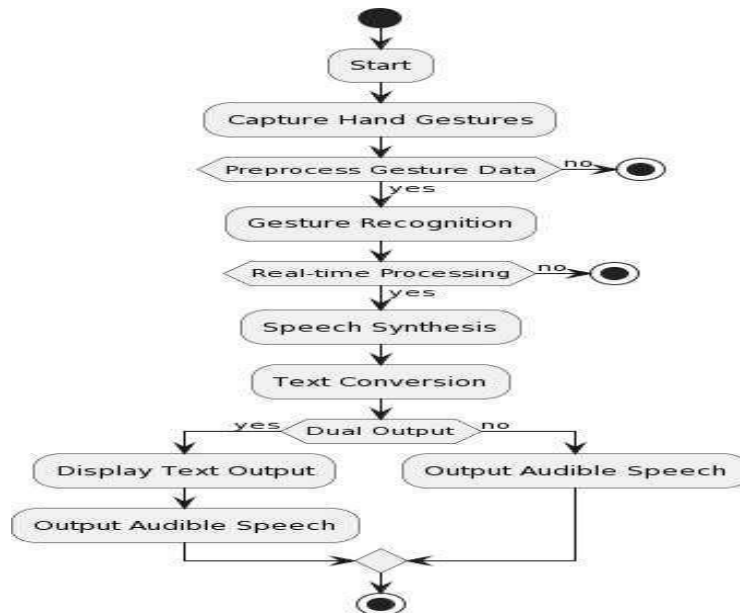 Start
Capture Hand Gestures
Preprocess Gesture Data
no
yes
Gesture Recognition
Real-time Processing
no
yes
Speech Synthesis
Text Conversion
yes
Dual Output
no
Display Text Output
Output Audible Speech
Output Audible Speech